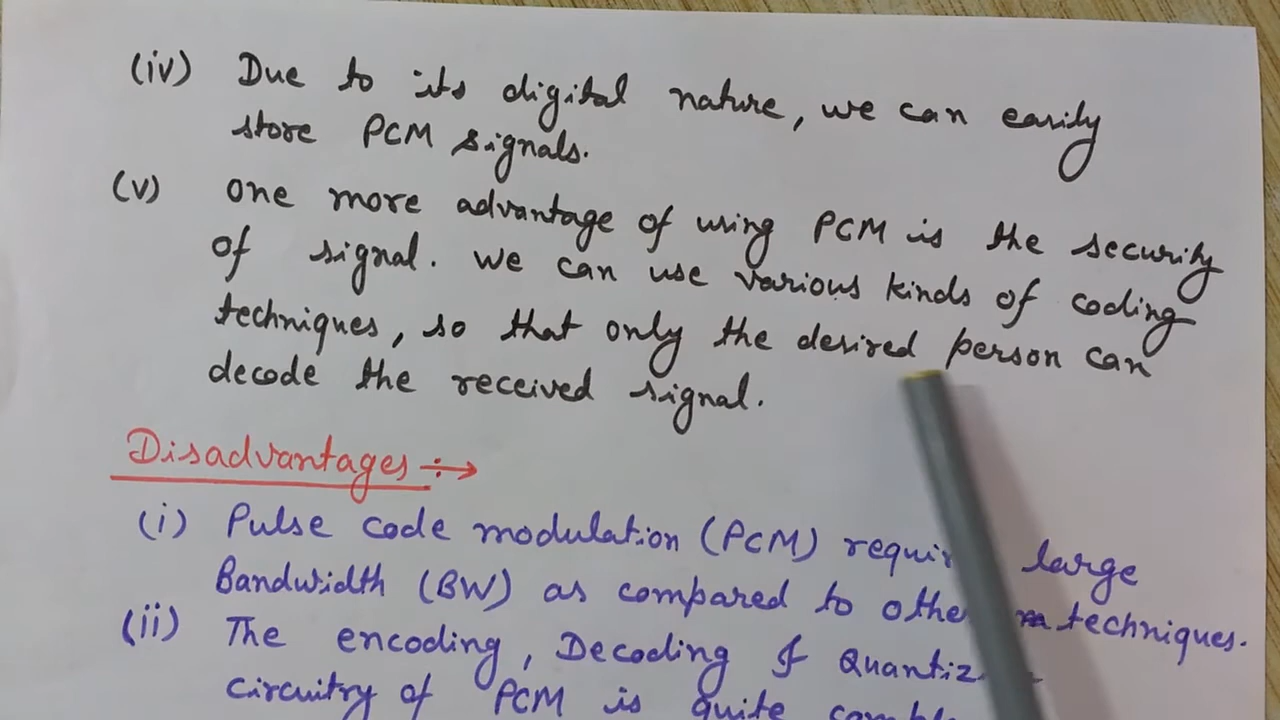 (iv) Due to its digital nature, we can easily
store PCM signals.
(v) one more advantage of using PCM is the security
of signal. we can use various kinds of coding
techniques, so that only the desired person can
decode the received signal.
Disadvantages ÷→
(i) Pulse code modulation (PCM) large
Bandwidth (BW) as compared to techniques.
(ii) The encoding, Decoding &
circuitry of PCM is quite